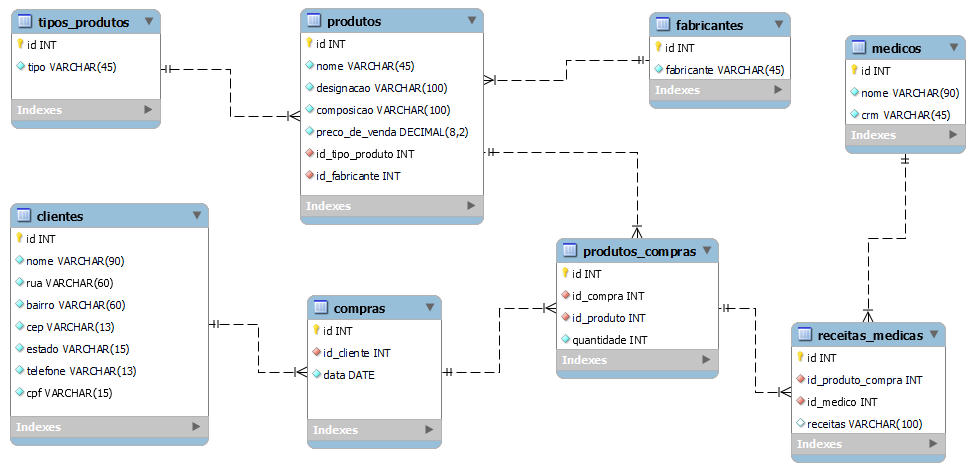 tipos_produtos
id INT
tipo VARCHAR(45)
Indexes
produtos
id INT
nome VARCHAR(45)
designacao VARCHAR(100)
composicao VARCHAR(100)
preco_de_venda DECIMAL(8,2)
id_tipo_produto INT
id_fabricante INT
Indexes
fabricantes
id INT
fabricante VARCHAR(45)
Indexes
medicos
id INT
nome VARCHAR(90)
crm VARCHAR(45)
Indexes
clientes
id INT
nome VARCHAR(90)
rua VARCHAR(60)
bairro VARCHAR(60)
cep VARCHAR(13)
estado VARCHAR(15)
telefone VARCHAR(13)
cpf VARCHAR(15)
Indexes
compras
id INT
id_cliente INT
data DATE
Indexes
produtos_compras
id INT
id_compra INT
id_produto INT
quantidade INT
Indexes
receitas_medicas
id INT
id_produto_compra INT
id_medico INT
receitas VARCHAR(100)
Indexes